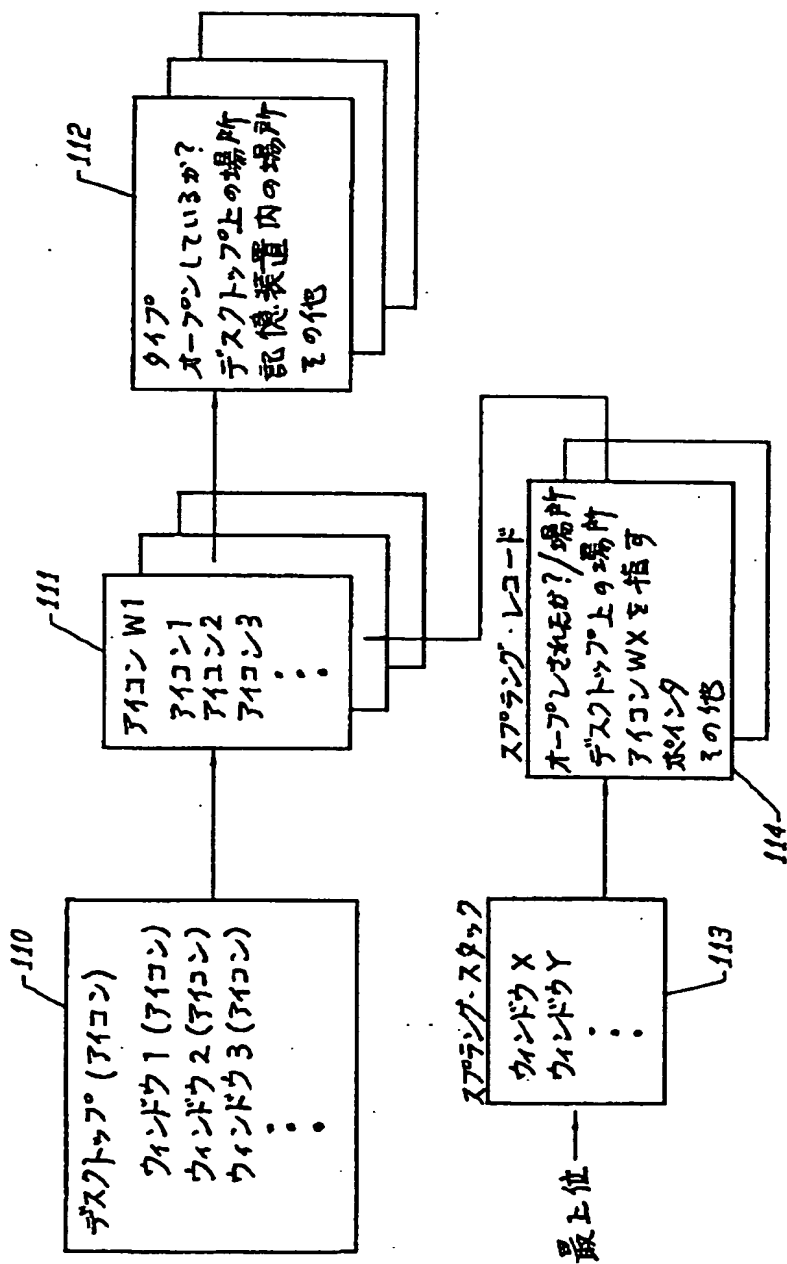 110
デスクトップ (アイコン)
ウィンドウ 1 (アイコン)
ウィンドウ 2 (アイコン)
ウィンドウ 3 (アイコン)
111
アイコン W1
アイコン1
アイコン2
アイコン3
112
タイプ
オープンしているか?
デスクトップ上の場所
記憶装置内の場所
その他
最上位
スプラング・スタック
ウィンドウ X
ウィンドウ Y
113
スプラング・レコード
オープンされたか?/場所
デスクトップ上の場所
アイコン WX を指す
ポインタ
その他
114